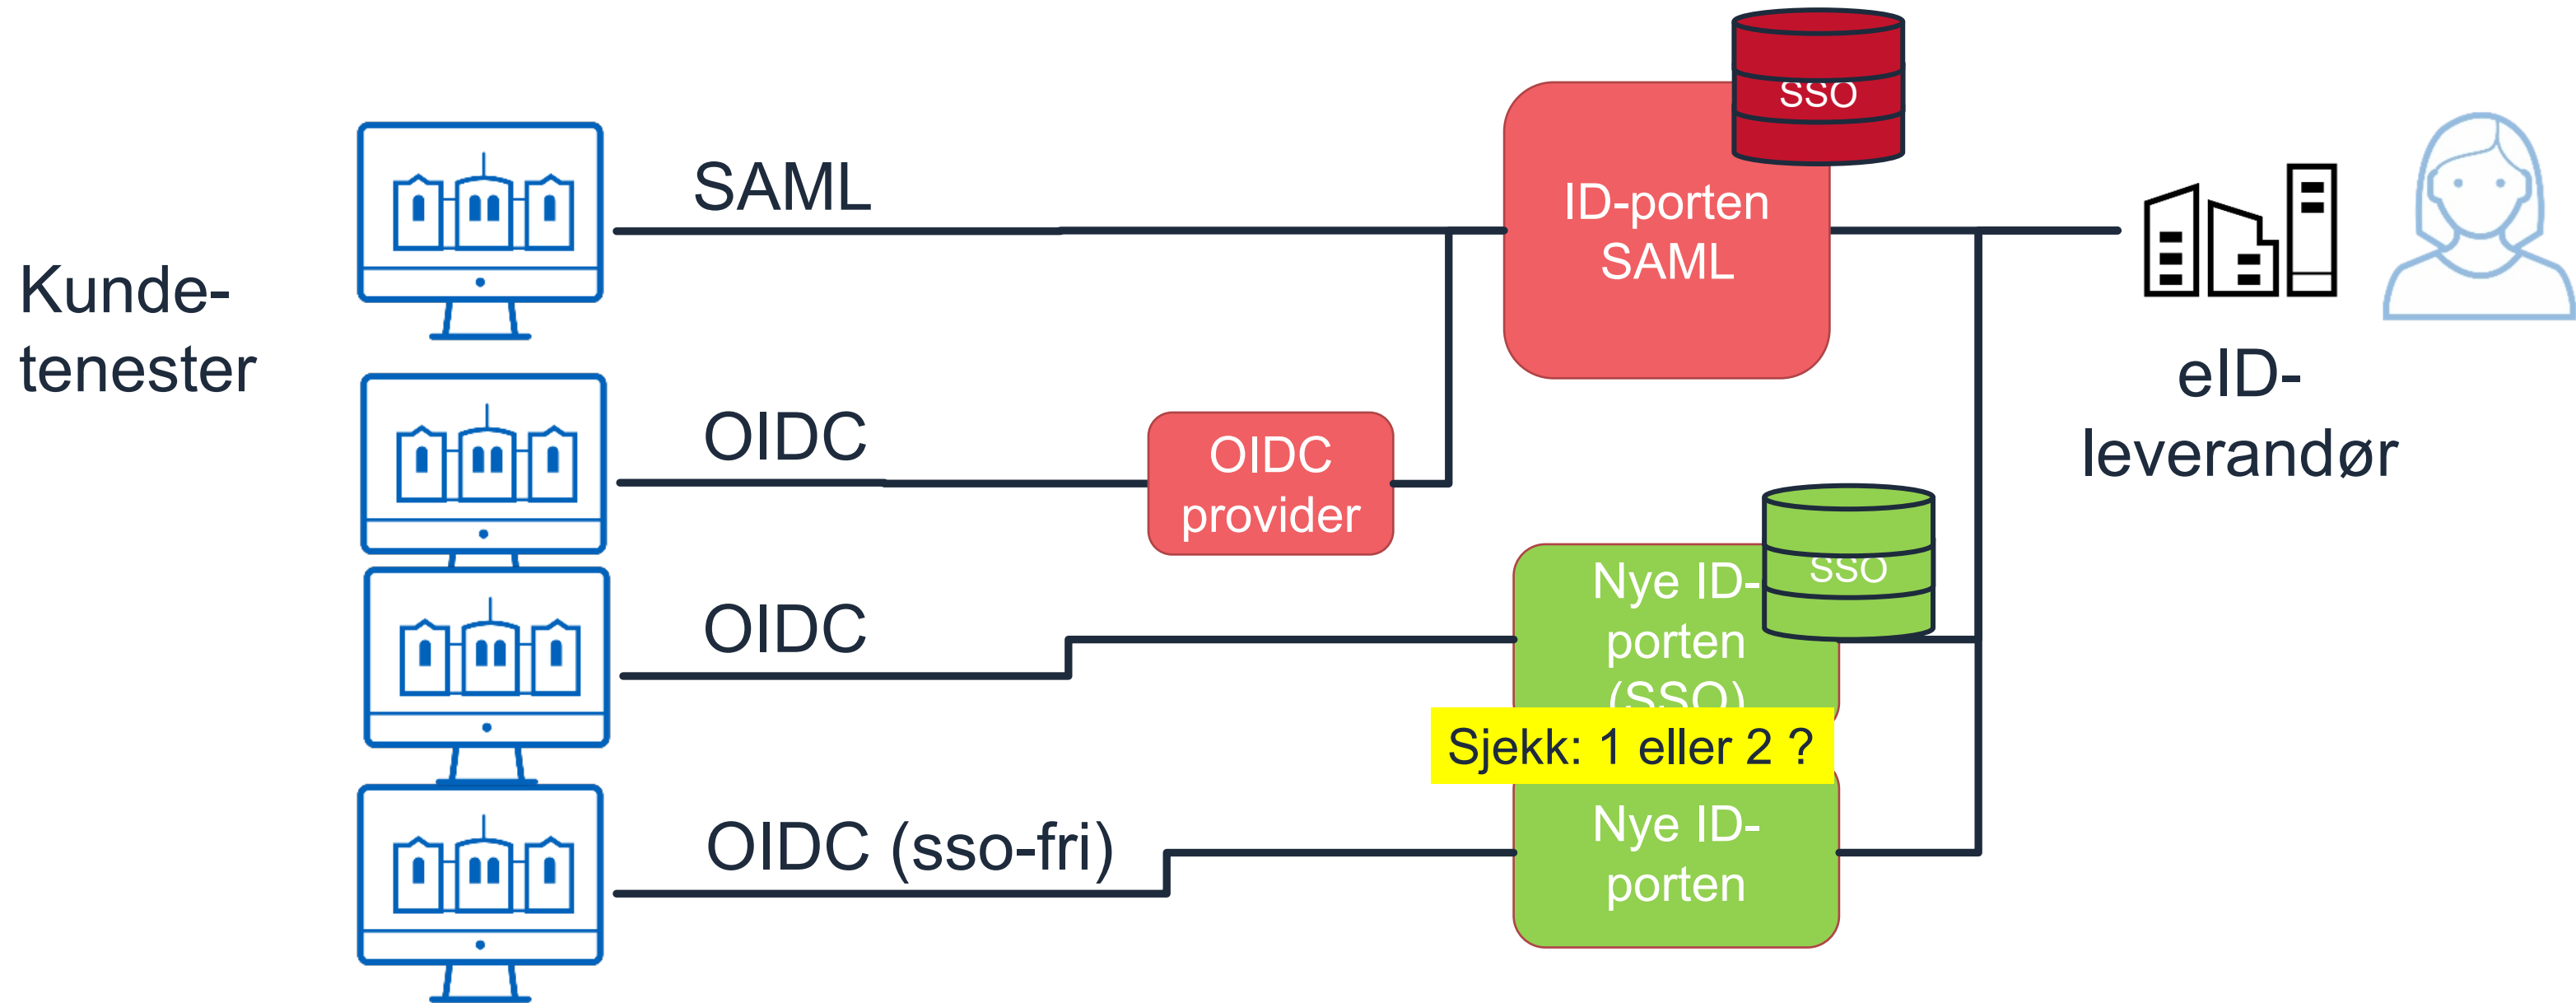 Kunde-
tenester
SAML
OIDC
OIDC
OIDC (sso-fri)
OIDC
provider
SSO
ID-porten
SAML
SSO
Nye ID-
porten
(SSO)
Sjekk: 1 eller 2 ?
Nye ID-
porten
eID-
leverandør